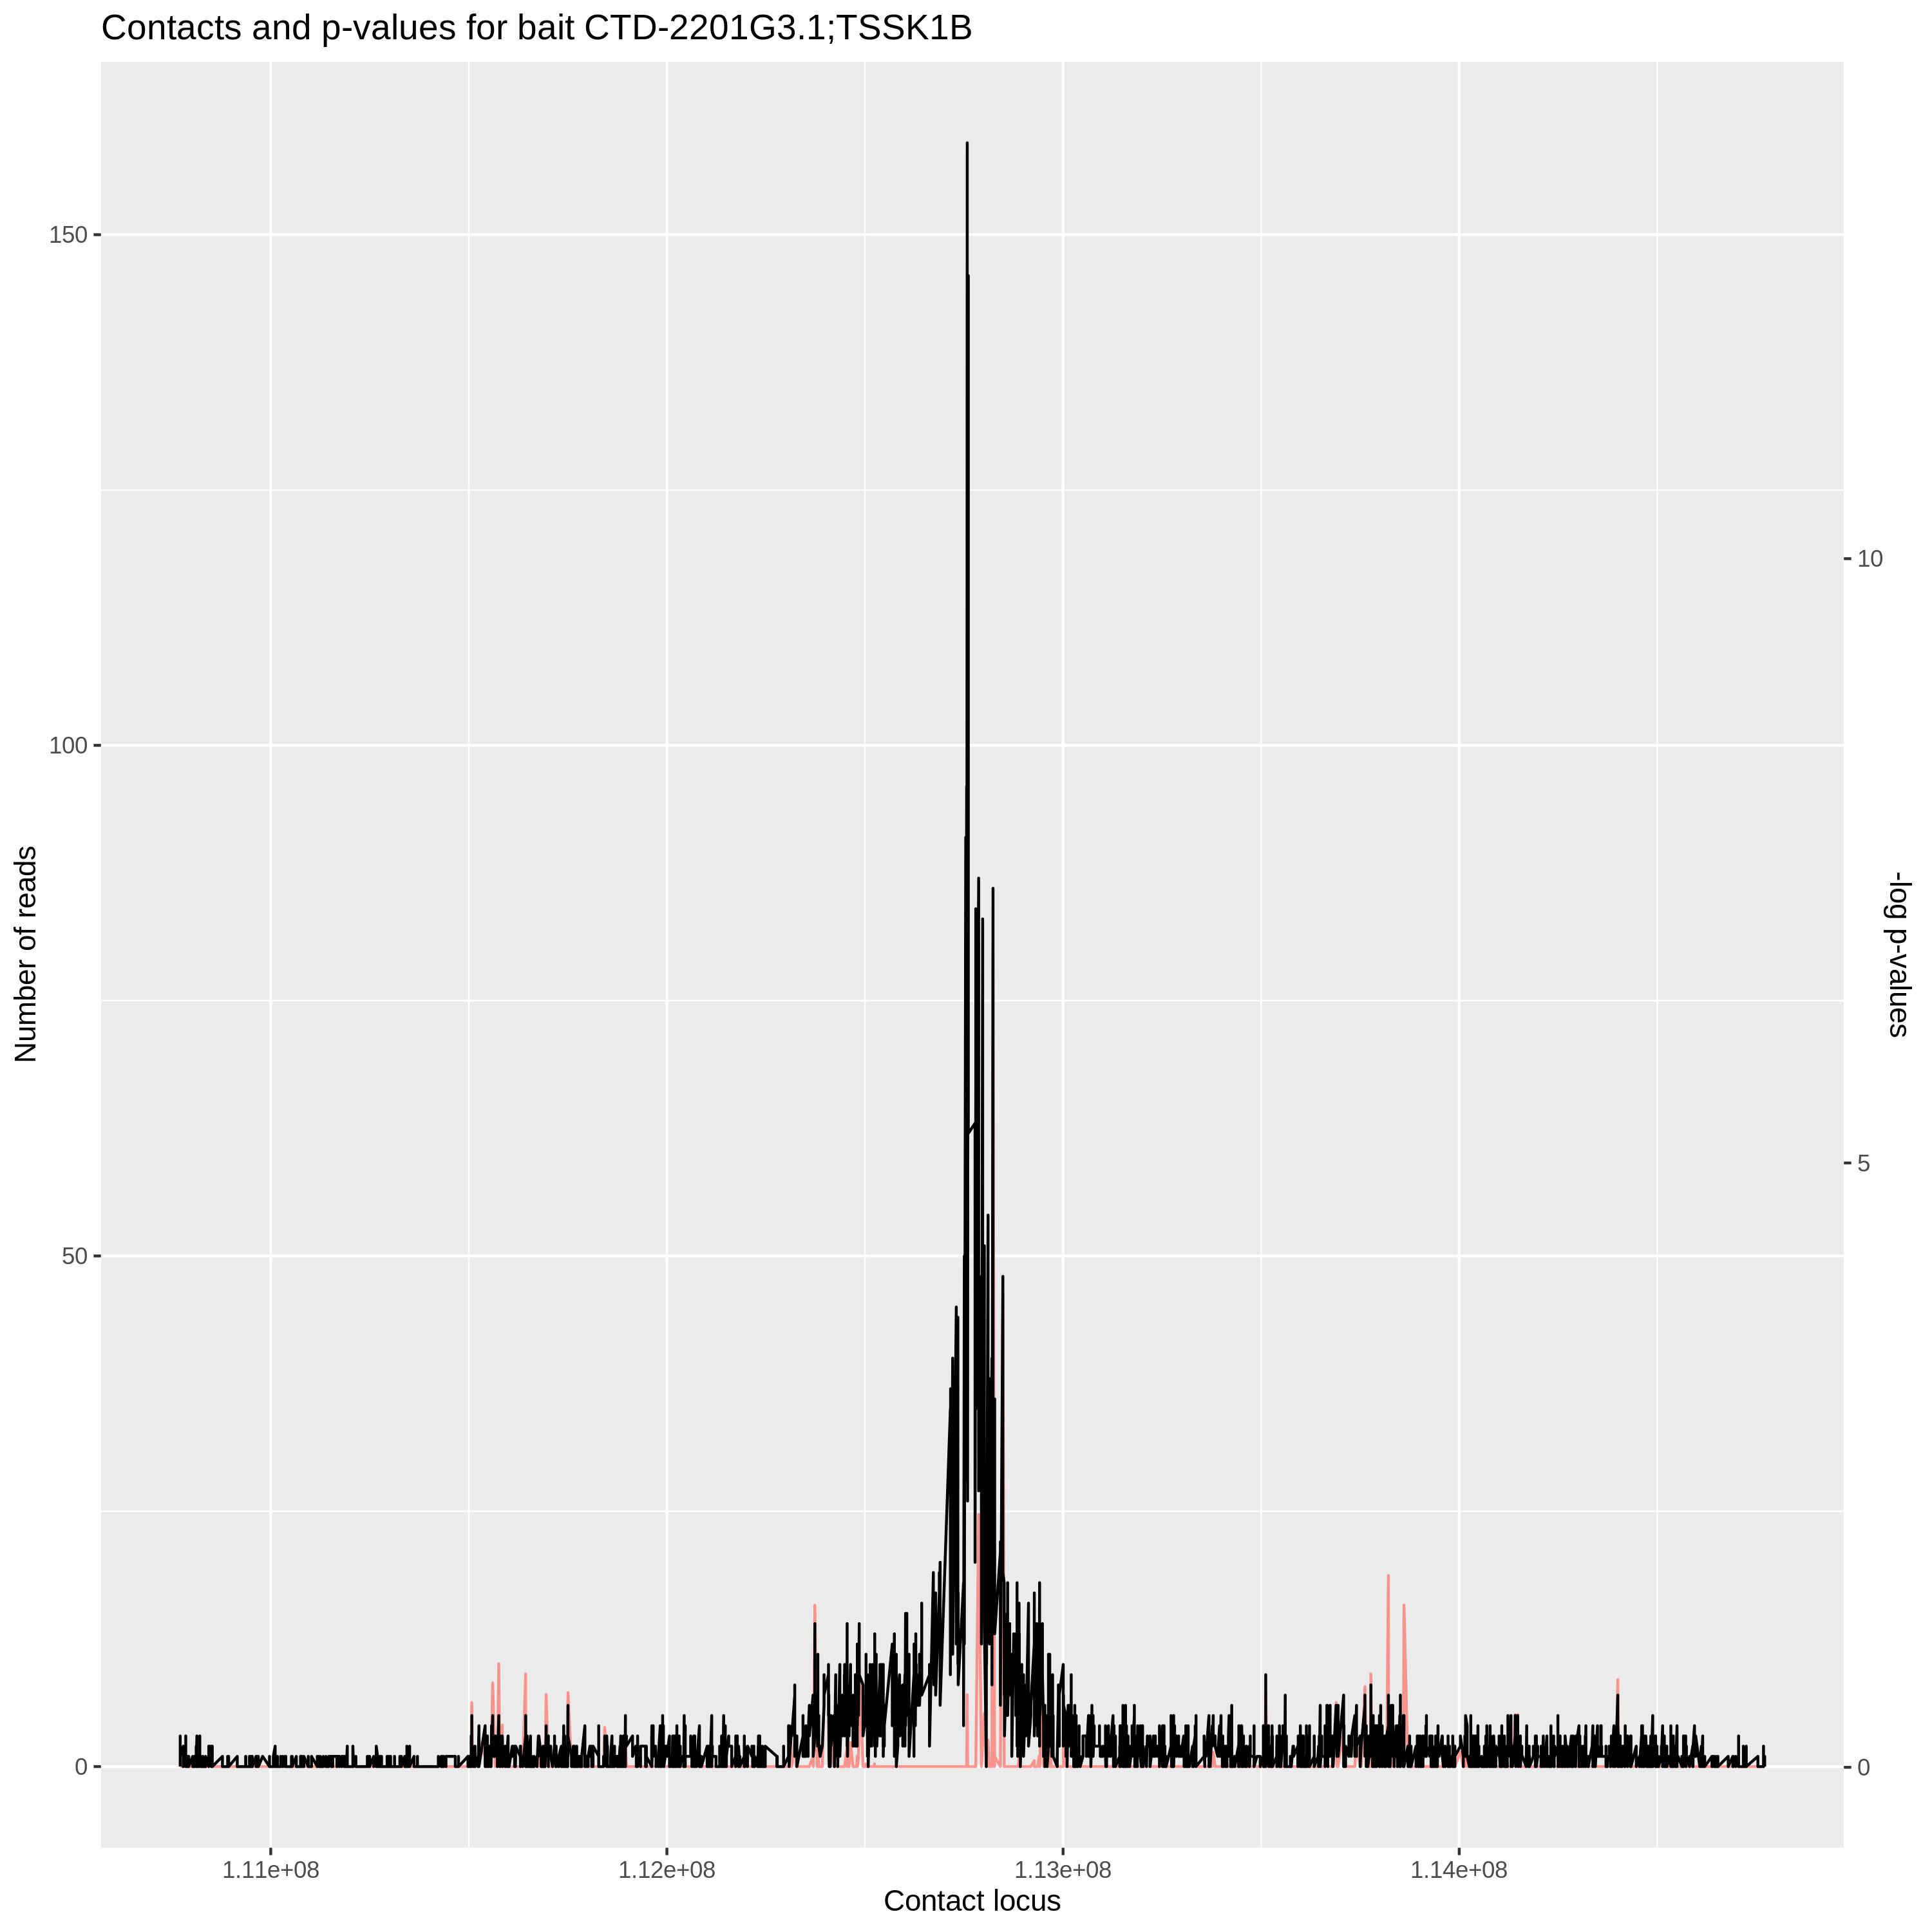 Contacts and p-values for bait CTD-2201G3.1;TSSK1B
150
100
50
0
Number of reads
10
5
0
-log p-values
1.11e+08
1.12e+08
1.13e+08
1.14e+08
Contact locus